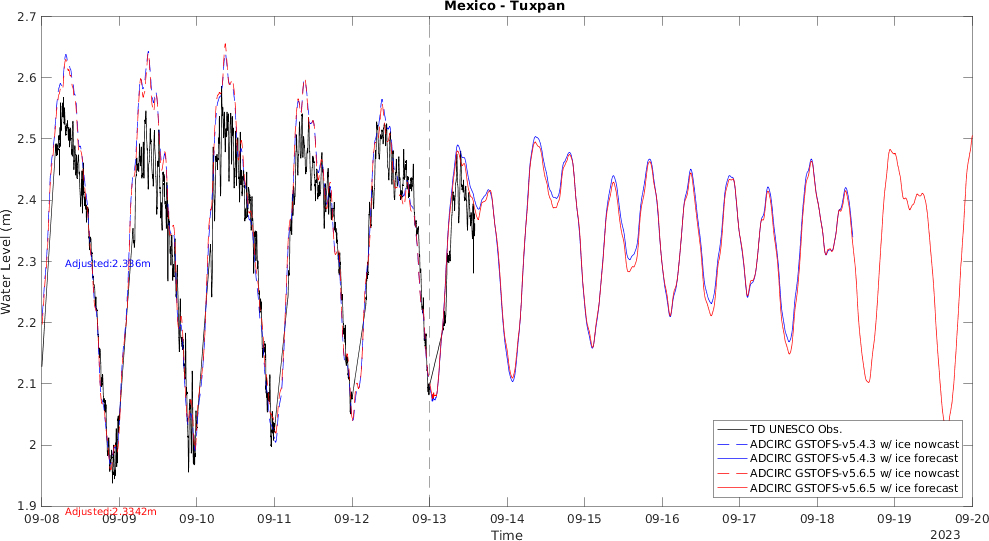 Mexico - Tuxpan
2.7
2.6
2.5
2.4
2.3
2.2
2.1
2
1.9
Water Level (m)
Adjusted:2.336m
Adjusted:2.3342m
TD UNESCO Obs.
ADCIRC GSTOFS-v5.4.3 w/ ice nowcast
ADCIRC GSTOFS-v5.4.3 w/ ice forecast
ADCIRC GSTOFS-v5.6.5 w/ ice nowcast
ADCIRC GSTOFS-v5.6.5 w/ ice forecast
09-08 09-09 09-10 09-11 09-12 09-13 09-14 09-15 09-16 09-17 09-18 09-19 09-20
Time
2023